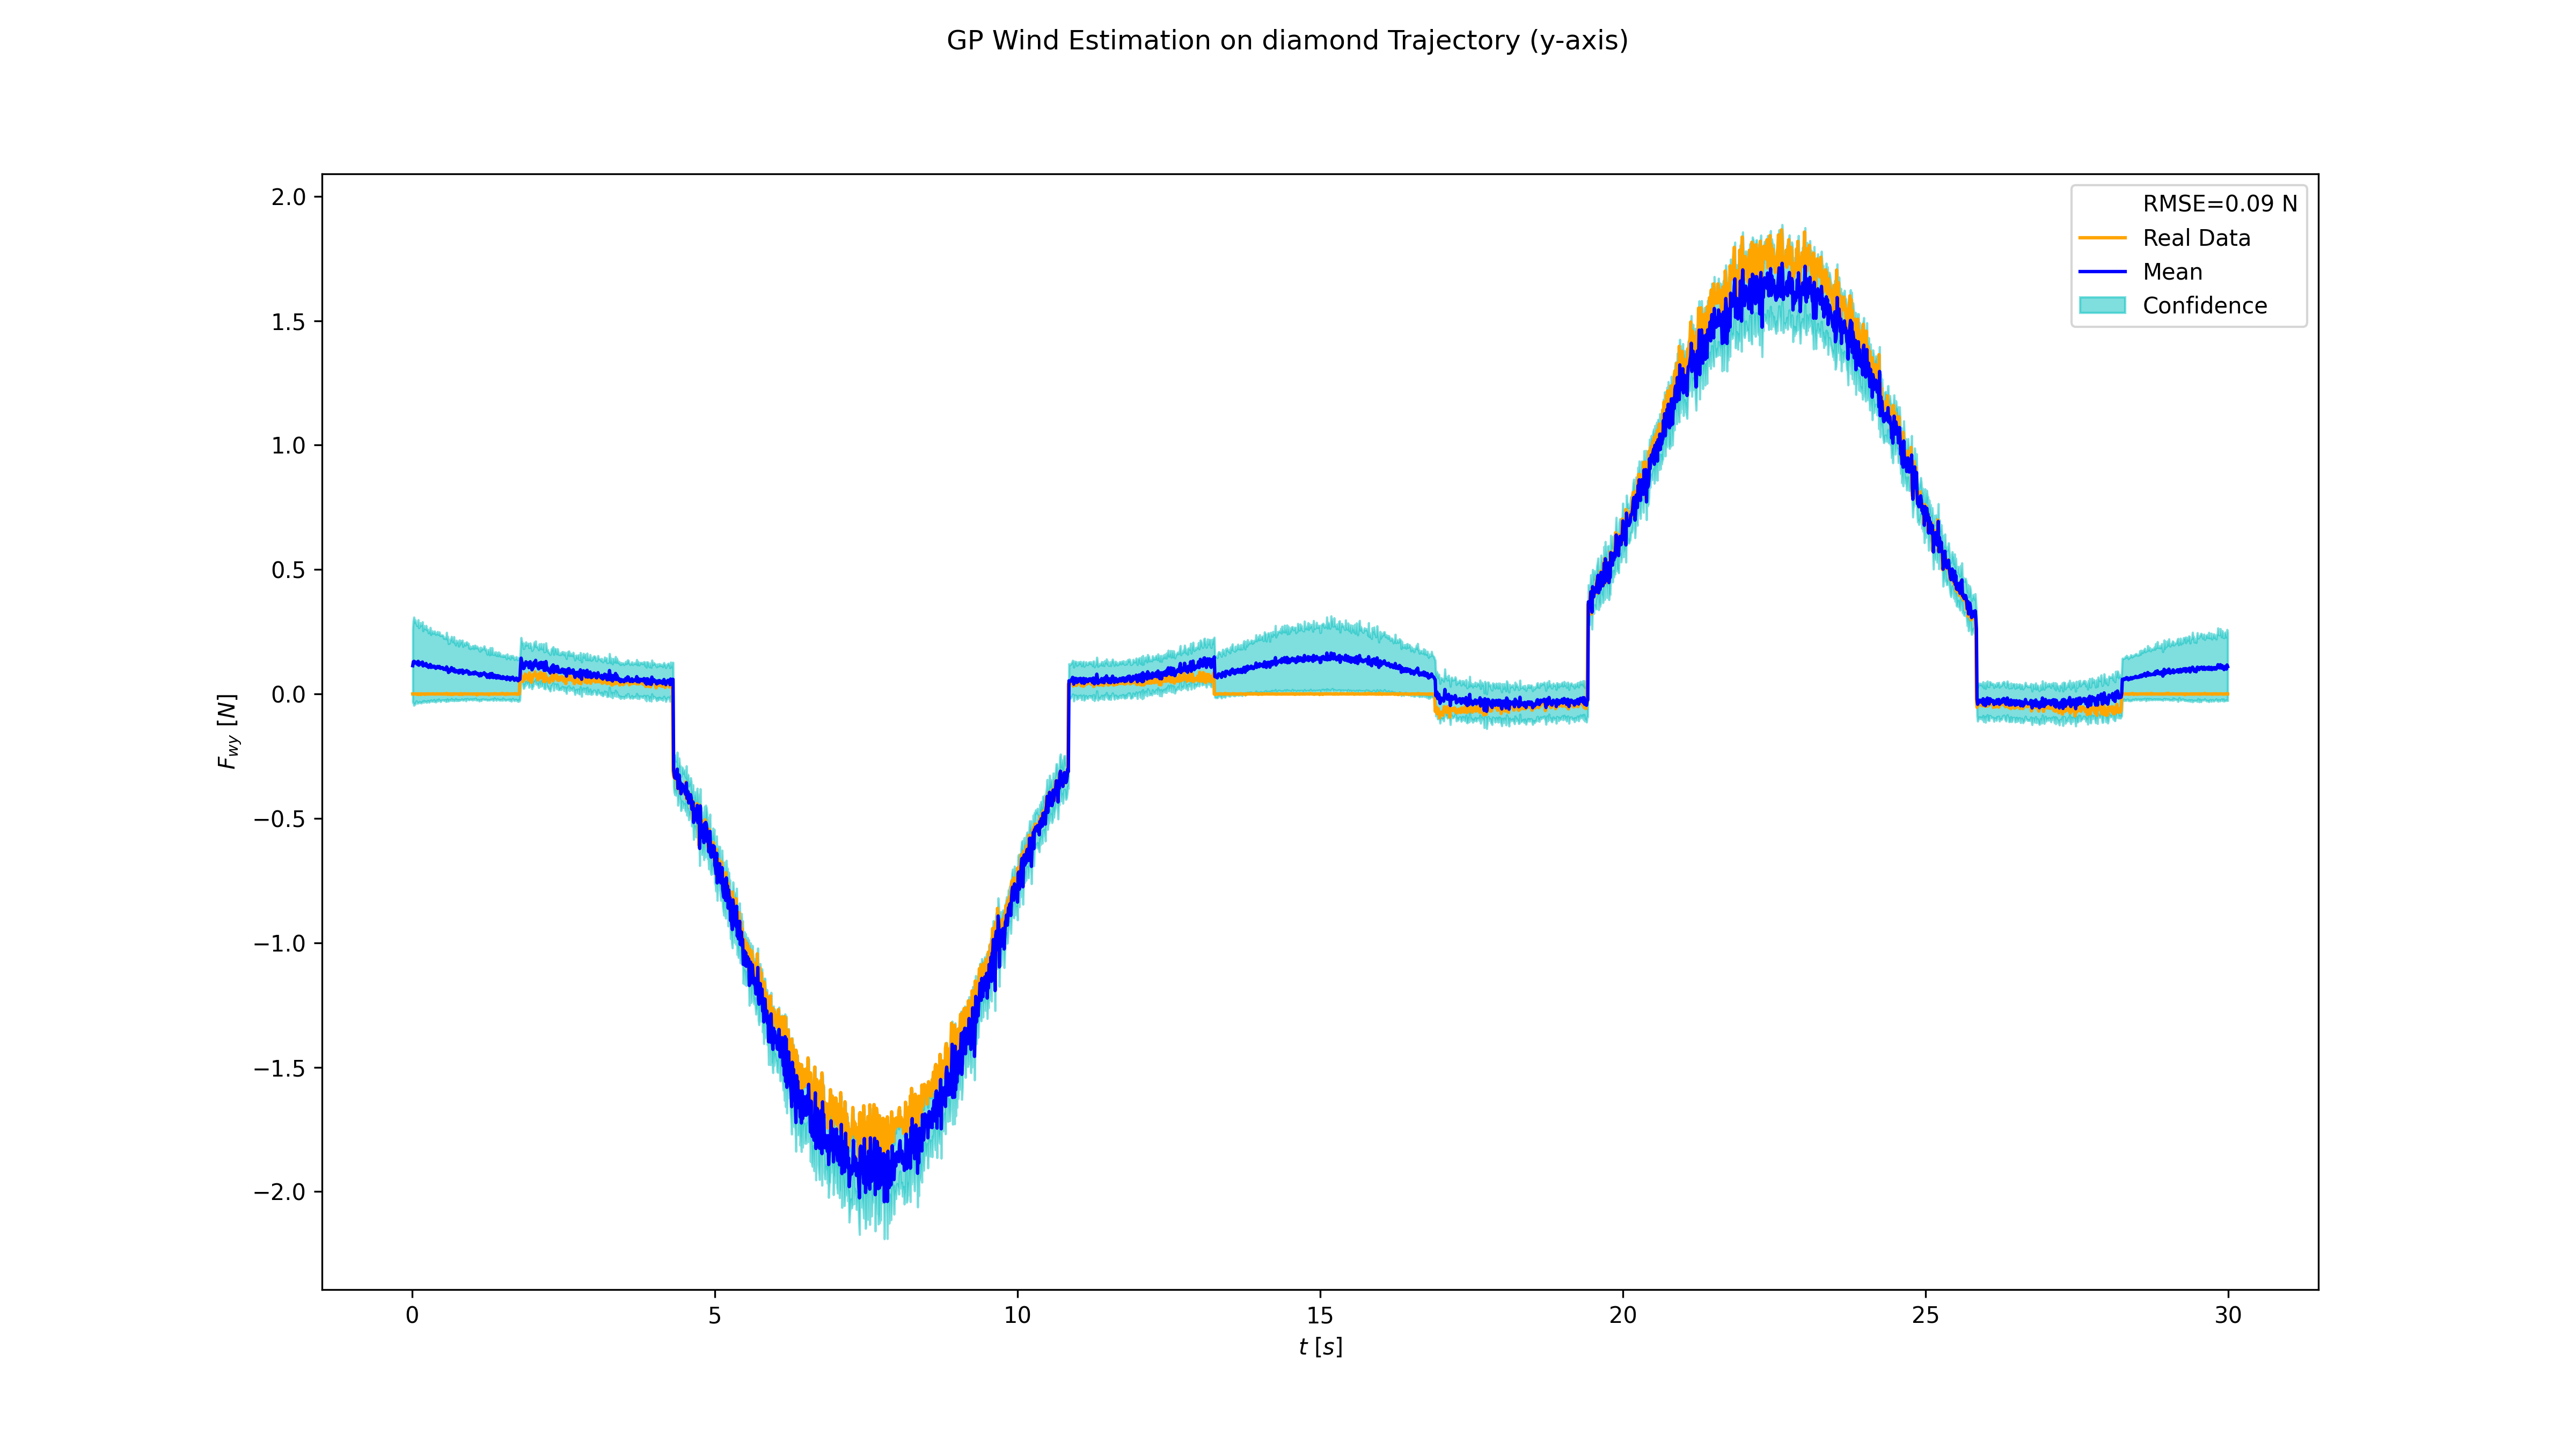 GP Wind Estimation on diamond Trajectory (y-axis)
RMSE=0.09 N
Real Data
Mean
Confidence
2.0
1.5
1.0
0.5
0.0
−0.5
−1.0
−1.5
−2.0
F_wy [N]
0 5 10 15 20 25 30
t [s]